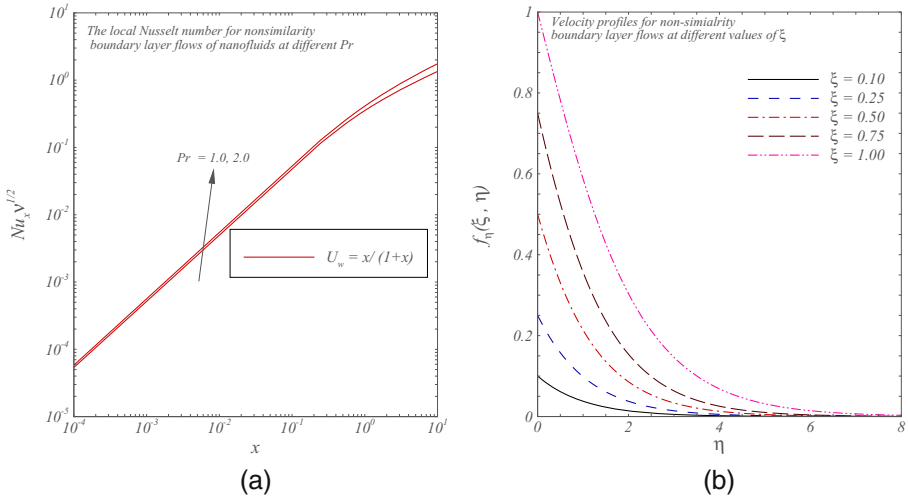 The local Nusselt number for nonsimilarity
boundary layer flows of nanofluids at different Pr
10^1
10^0
10^-1
10^-2
10^-3
10^-4
10^-5
Nu_x ν^1/2
Pr = 1.0, 2.0
U_w = x/(1+x)
10^-4
10^-3
10^-2
10^-1
10^0
10^1
x
(a)
Velocity profiles for non-simialrity
boundary layer flows at different values of ξ
1
0.8
0.6
0.4
0.2
0
f_η(ξ, η)
ξ = 0.10
ξ = 0.25
ξ = 0.50
ξ = 0.75
ξ = 1.00
0
2
4
6
8
η
(b)